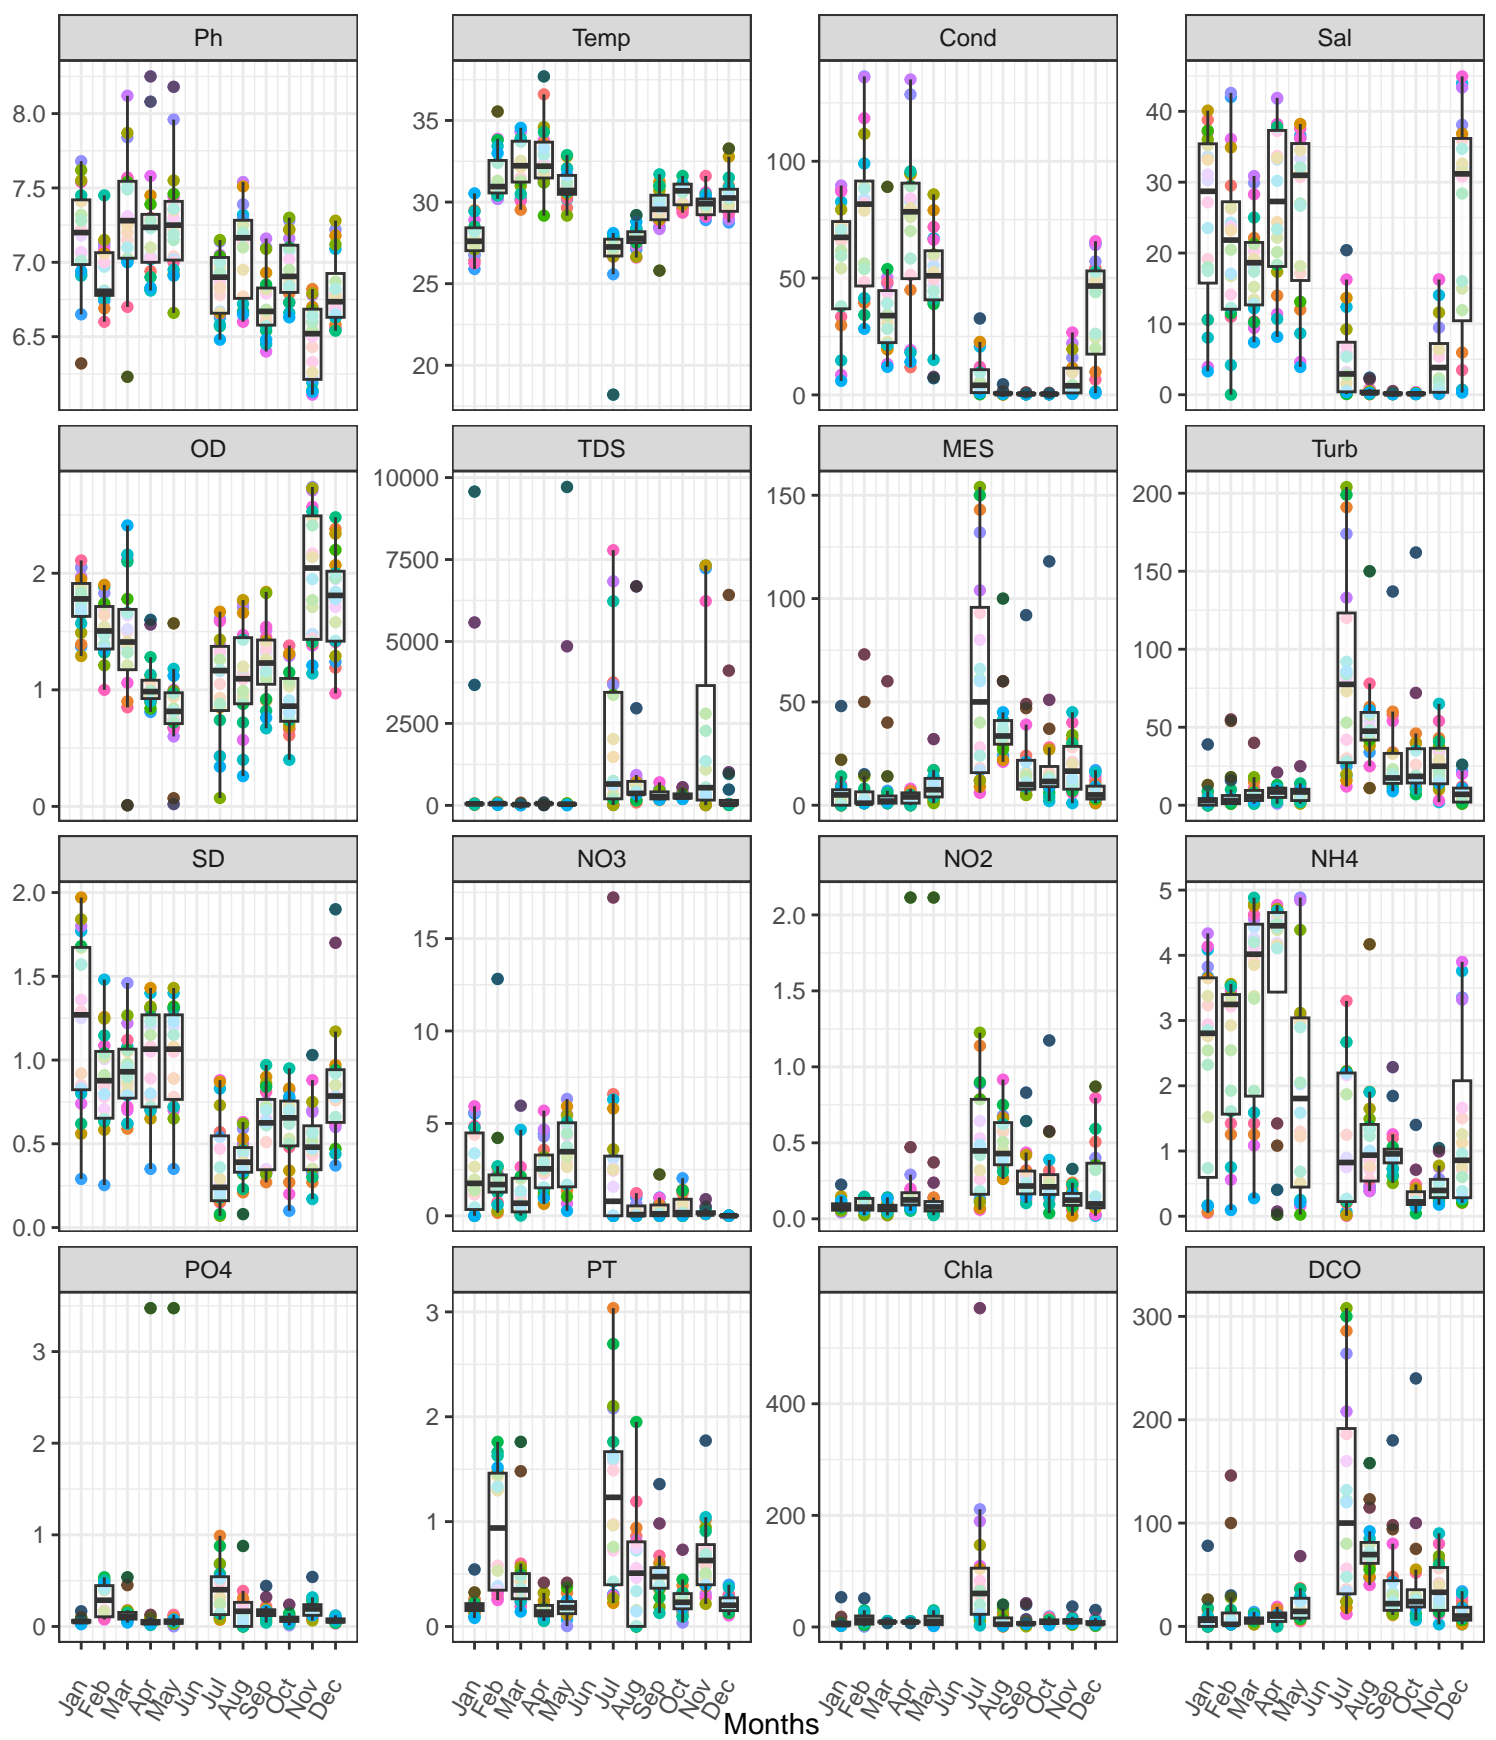 Ph Temp Cond Sal
8.0 7.5 7.0 6.5
35 30 25 20
100 50 0
40 30 20 10 0
OD TDS MES Turb
2 1 0
10000 7500 5000 2500 0
150 100 50 0
200 150 100 50 0
SD NO3 NO2 NH4
2.0 1.5 1.0 0.5 0.0
15 10 5 0
2.0 1.5 1.0 0.5 0.0
5 4 3 2 1 0
PO4 PT Chla DCO
3 2 1 0
3 2 1 0
400 200 0
300 200 100 0
Jan Feb Mar Apr May Jun Jul Aug Sep Oct Nov Dec
Jan Feb Mar Apr May Jun Jul Aug Sep Oct Nov Dec
Jan Feb Mar Apr May Jun Jul Aug Sep Oct Nov Dec
Jan Feb Mar Apr May Jun Jul Aug Sep Oct Nov Dec
Months